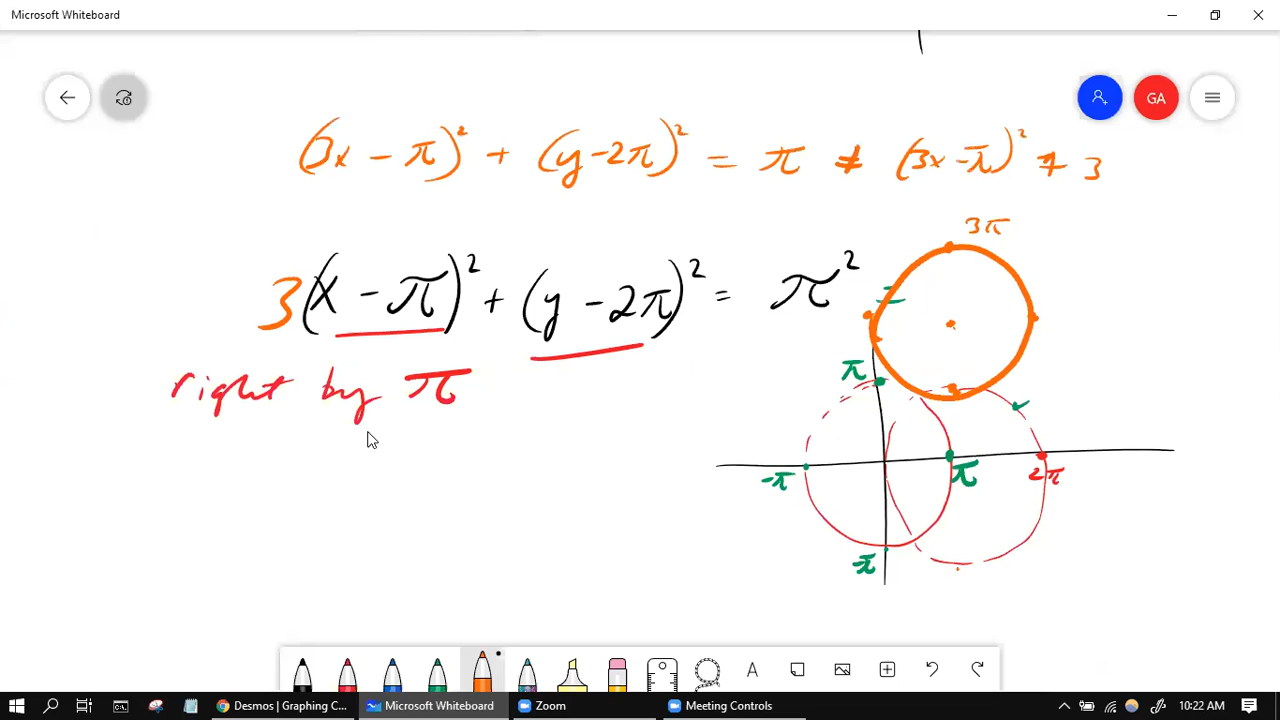 Microsoft Whiteboard
GA
(3x - π)² + (y - 2π)² = π ≠ (3x - π)² + 3
3π
3(x - π)² + (y - 2π)² = π²
π
right by π
-π
π
2π
-π
A
Desmos | Graphing C...
Microsoft Whiteboard
Zoom
Meeting Controls
10:22 AM